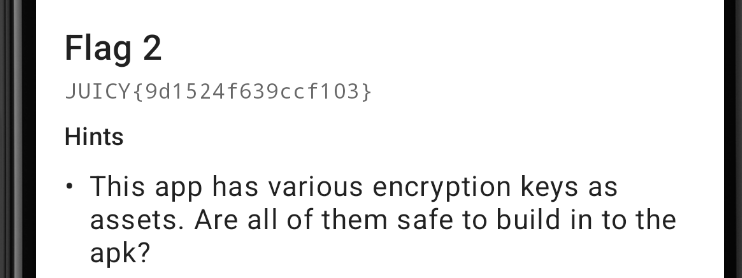 Flag 2
JUICY{9d1524f639ccf103}
Hints
• This app has various encryption keys as
assets. Are all of them safe to build in to the
apk?